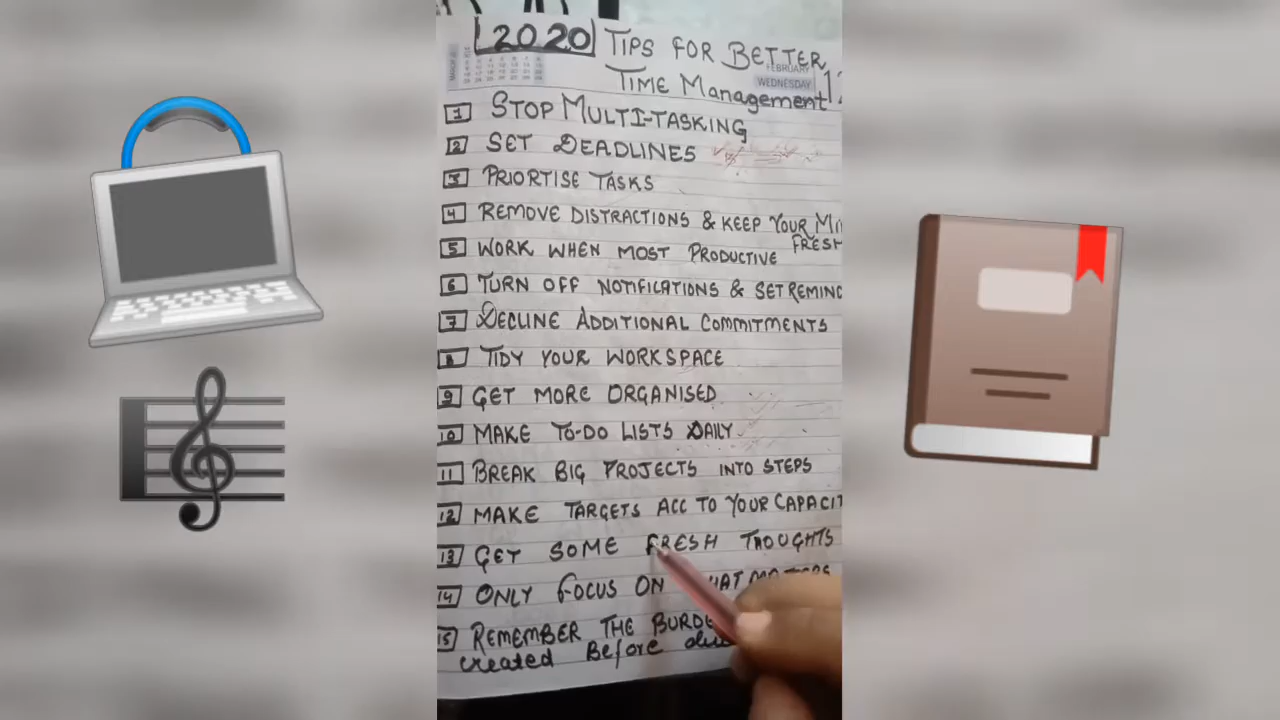 2020 TIPS FOR BETTER
TIME MANAGEMENT
FEBRUARY
WEDNESDAY
1 STOP MULTI-TASKING
2 SET DEADLINES
3 PRIORTISE TASKS
4 REMOVE DISTRACTIONS & KEEP YOUR
FRESH
5 WORK WHEN MOST PRODUCTIVE
6 TURN OFF NOTIFICATIONS & SET
7 DECLINE ADDITIONAL COMMITMENTS
8 TIDY YOUR WORKSPACE
9 GET MORE ORGANISED
10 MAKE TO-DO LISTS DAILY
11 BREAK BIG PROJECTS INTO STEPS
12 MAKE TARGETS ACC TO YOUR
13 GET SOME FRESH THOUGHTS
14 ONLY FOCUS ON
15 REMEMBER THE
created Before